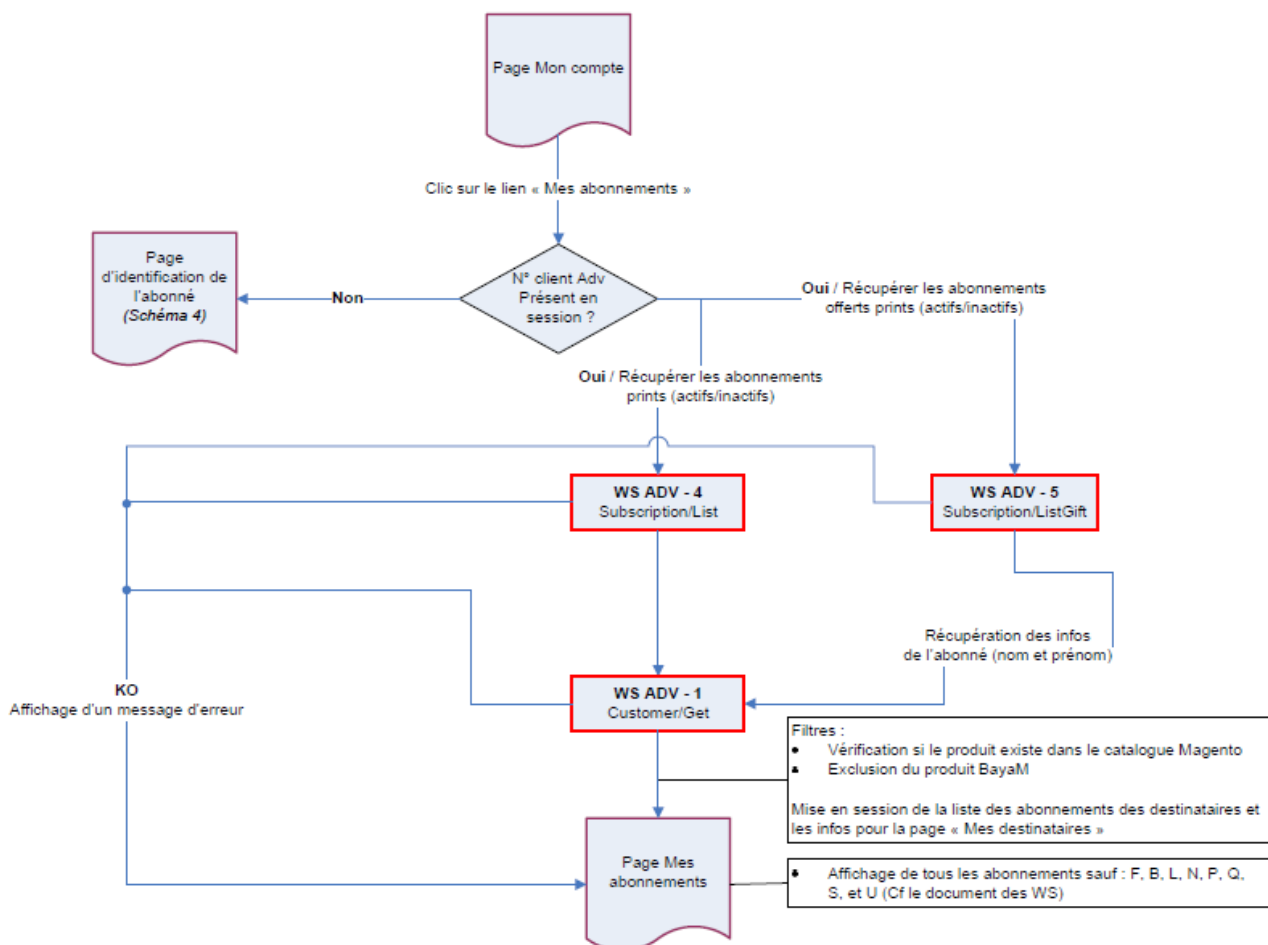 Page Mon compte
Clic sur le lien « Mes abonnements »
Page
d'identification de
l'abonné
(Schéma 4)
Non
N° client Adv
Présent en
session ?
Oui / Récupérer les abonnements
offerts prints (actifs/inactifs)
Oui / Récupérer les abonnements
prints (actifs/inactifs)
WS ADV - 4
Subscription/List
WS ADV - 5
Subscription/ListGift
Récupération des infos
de l'abonné (nom et prénom)
KO
Affichage d'un message d'erreur
WS ADV - 1
Customer/Get
Filtres :
• Vérification si le produit existe dans le catalogue Magento
• Exclusion du produit BayaM
Mise en session de la liste des abonnements des destinataires et
les infos pour la page « Mes destinataires »
Page Mes
abonnements
• Affichage de tous les abonnements sauf : F, B, L, N, P, Q,
S, et U (Cf le document des WS)